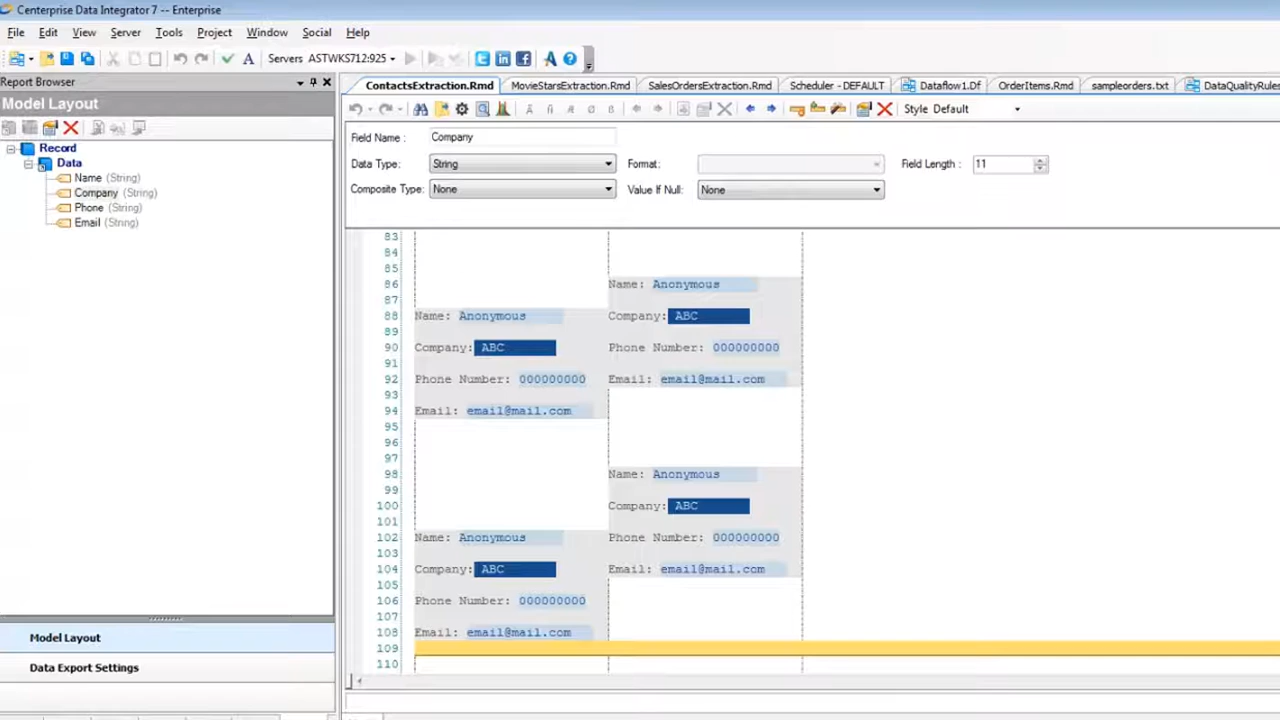 Centerprise Data Integrator 7 -- Enterprise
File Edit View Server Tools Project Window Social Help
Servers ASTWKS712:925
Report Browser
Model Layout
Record
Data
Name (String)
Company (String)
Phone (String)
Email (String)
Model Layout
Data Export Settings
ContactsExtraction.Rmd MovieStarsExtraction.Rmd SalesOrdersExtraction.Rmd Scheduler - DEFAULT Dataflow1.Df OrderItems.Rmd sampleorders.txt DataQualityRules
Style Default
Field Name : Company
Data Type: String Format: Field Length : 11
Composite Type: None Value If Null: None
83
84
85
86 Name: Anonymous
87
88 Name: Anonymous Company: ABC
89
90 Company: ABC Phone Number: 000000000
91
92 Phone Number: 000000000 Email: email@mail.com
93
94 Email: email@mail.com
95
96
97
98 Name: Anonymous
99
100 Company: ABC
101
102 Name: Anonymous Phone Number: 000000000
103
104 Company: ABC Email: email@mail.com
105
106 Phone Number: 000000000
107
108 Email: email@mail.com
109
110